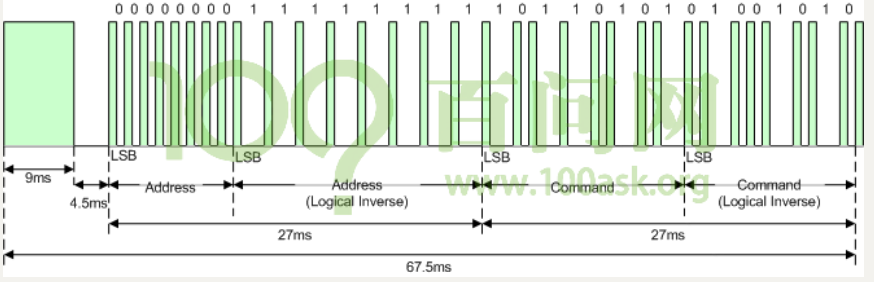 0 0 0 0 0 0 0 0 1 1 1 1 1 1 1 1 1 0 1 1 0 1 0 1 0 1 0 0 1 0 1 0
100?百问网
www.100ask.org
LSB LSB LSB LSB
9ms
4.5ms
Address
Address
(Logical Inverse)
Command
Command
(Logical Inverse)
27ms 27ms
67.5ms